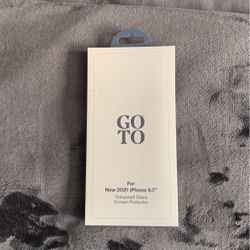 GO
TO
For
New 2021 iPhone 6.7"
Tempered Glass
Screen Protector